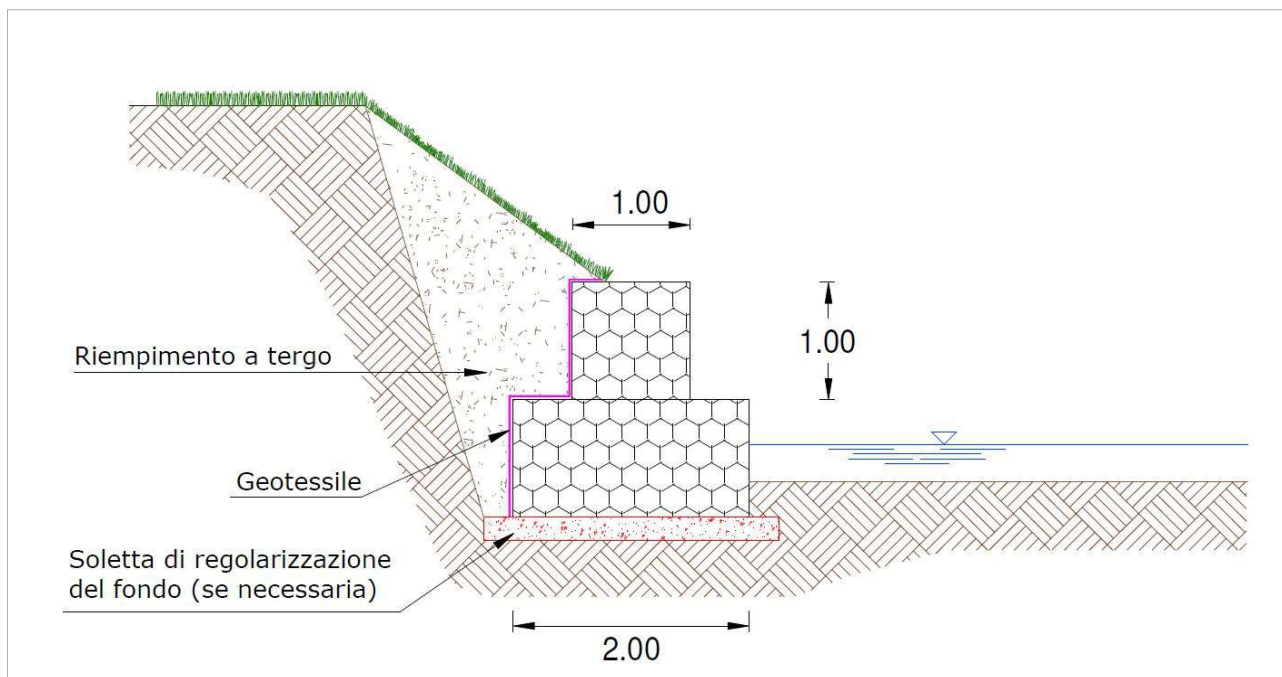 1.00
1.00
Riempimento a tergo
Geotessile
Soletta di regolarizzazione
del fondo (se necessaria)
2.00